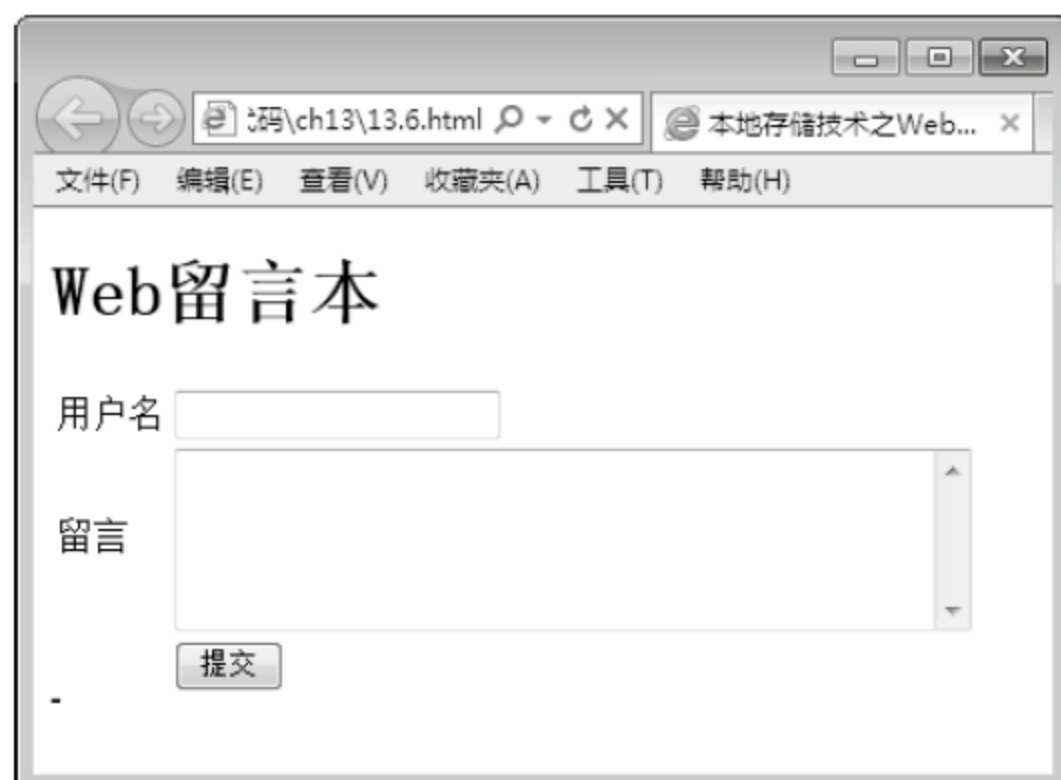 码\ch13\13.6.html
本地存储技术之Web...
文件(F) 编辑(E) 查看(V) 收藏夹(A) 工具(T) 帮助(H)
Web留言本
用户名
留言
提交
-